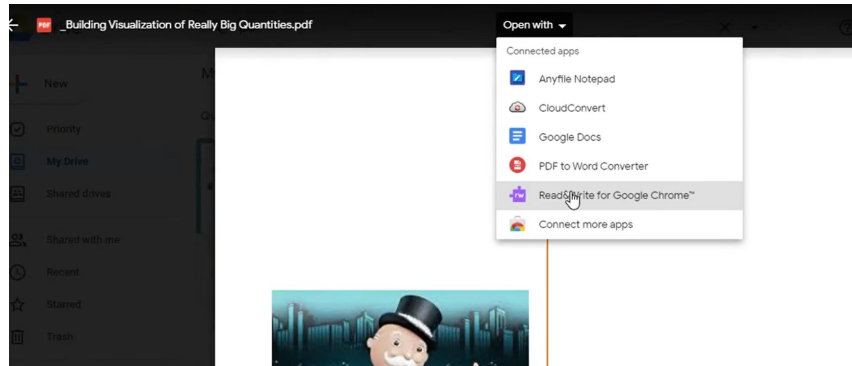 PDF _Building Visualization of Really Big Quantities.pdf
Open with
Connected apps
Anyfile Notepad
CloudConvert
Google Docs
PDF to Word Converter
Read&Write for Google Chrome™
Connect more apps
New
Priority
My Drive
Shared drives
Shared with me
Recent
Starred
Trash